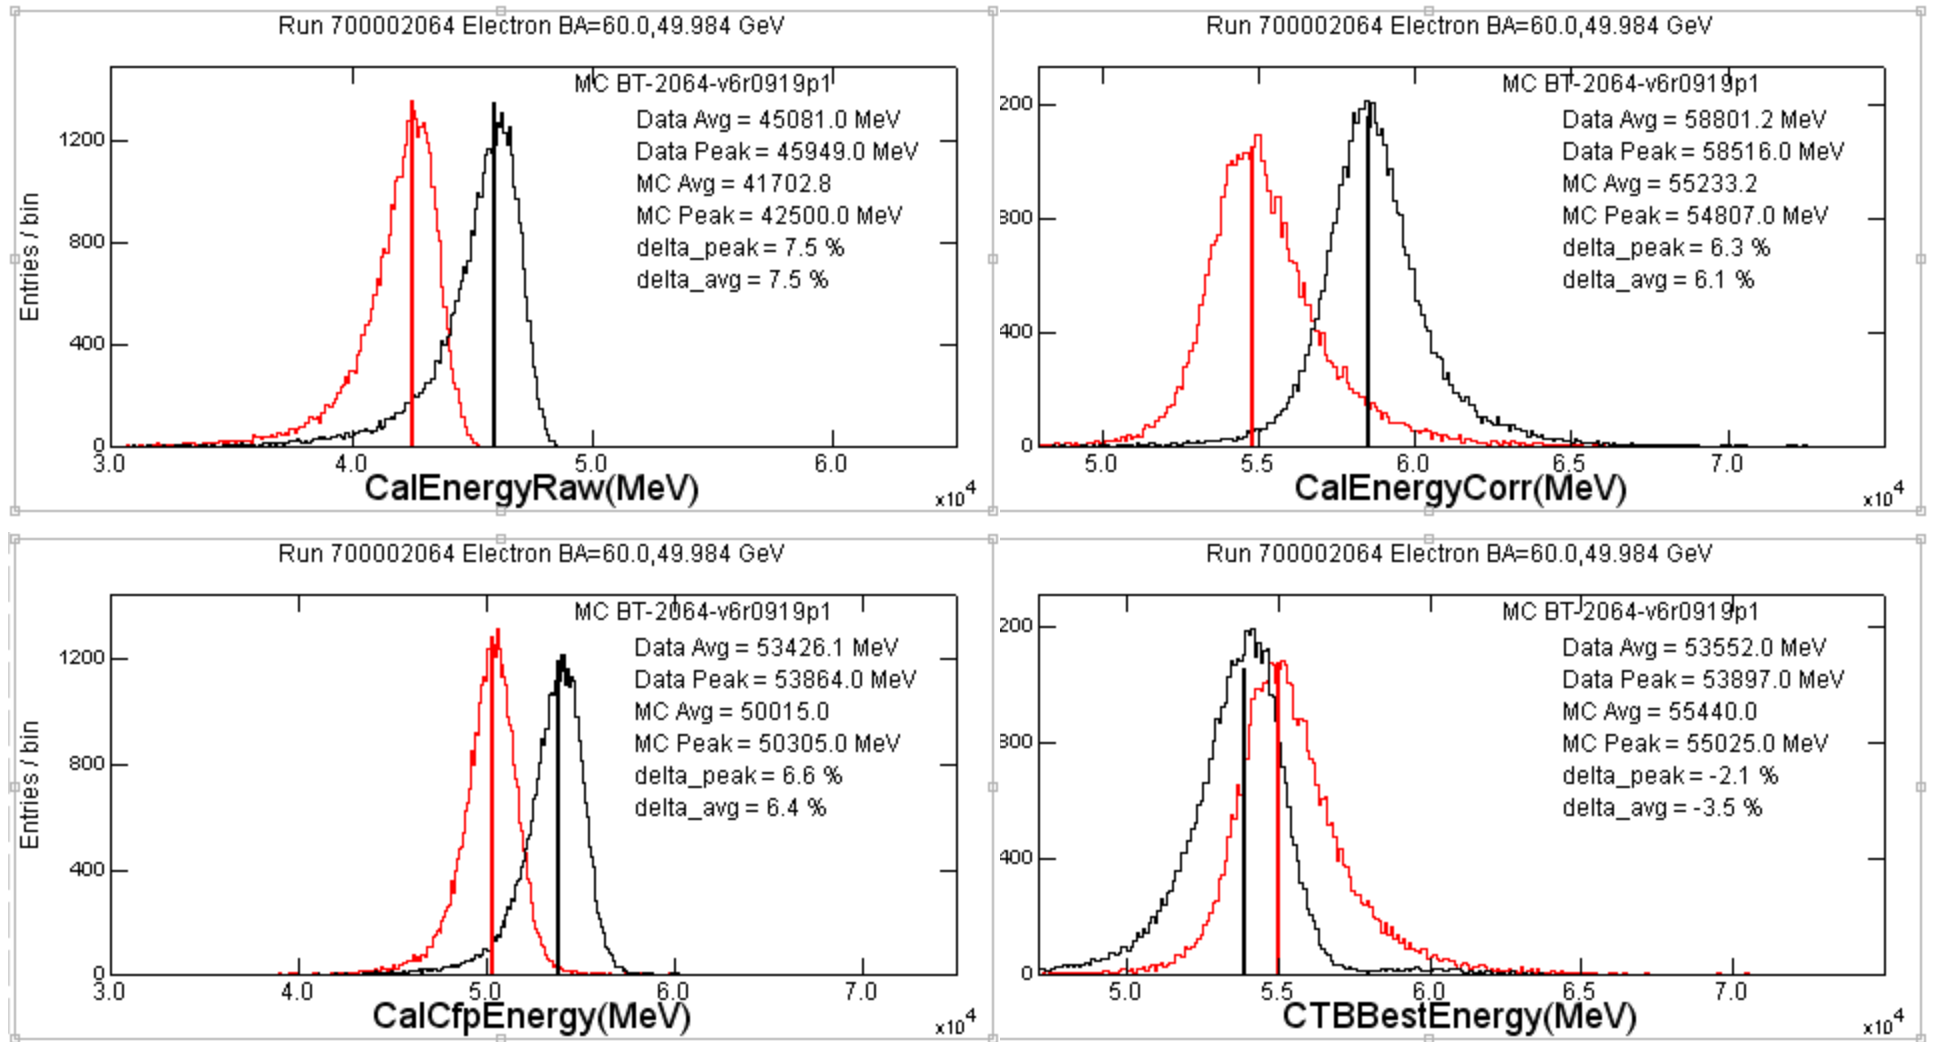 Run 700002064 Electron BA=60.0,49.984 GeV
MC BT-2064-v6r0919p1
Data Avg = 45081.0 MeV
Data Peak = 45949.0 MeV
MC Avg = 41702.8
MC Peak = 42500.0 MeV
delta_peak = 7.5 %
delta_avg = 7.5 %
Entries / bin
1200
800
400
0
3.0 4.0 5.0 6.0
CalEnergyRaw(MeV)
x10^4
Run 700002064 Electron BA=60.0,49.984 GeV
MC BT-2064-v6r0919p1
Data Avg = 58801.2 MeV
Data Peak = 58516.0 MeV
MC Avg = 55233.2
MC Peak = 54807.0 MeV
delta_peak = 6.3 %
delta_avg = 6.1 %
200
800
400
0
5.0 5.5 6.0 6.5 7.0
CalEnergyCorr(MeV)
x10^4
Run 700002064 Electron BA=60.0,49.984 GeV
MC BT-2064-v6r0919p1
Data Avg = 53426.1 MeV
Data Peak = 53864.0 MeV
MC Avg = 50015.0
MC Peak = 50305.0 MeV
delta_peak = 6.6 %
delta_avg = 6.4 %
Entries / bin
1200
800
400
0
3.0 4.0 5.0 6.0 7.0
CalCfpEnergy(MeV)
x10^4
Run 700002064 Electron BA=60.0,49.984 GeV
MC BT-2064-v6r0919p1
Data Avg = 53552.0 MeV
Data Peak = 53897.0 MeV
MC Avg = 55440.0
MC Peak = 55025.0 MeV
delta_peak = -2.1 %
delta_avg = -3.5 %
200
800
400
0
5.0 5.5 6.0 6.5 7.0
CTBBestEnergy(MeV)
x10^4